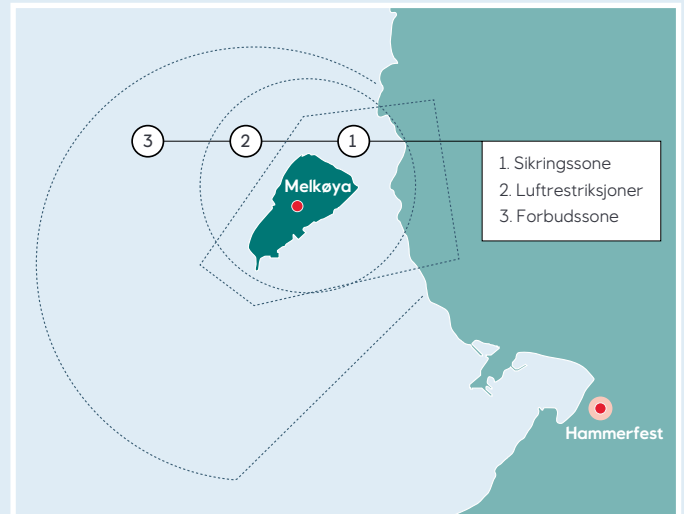 3
2
1
1. Sikringssone
2. Luftrestriksjoner
3. Forbudssone
Melkøya
Hammerfest